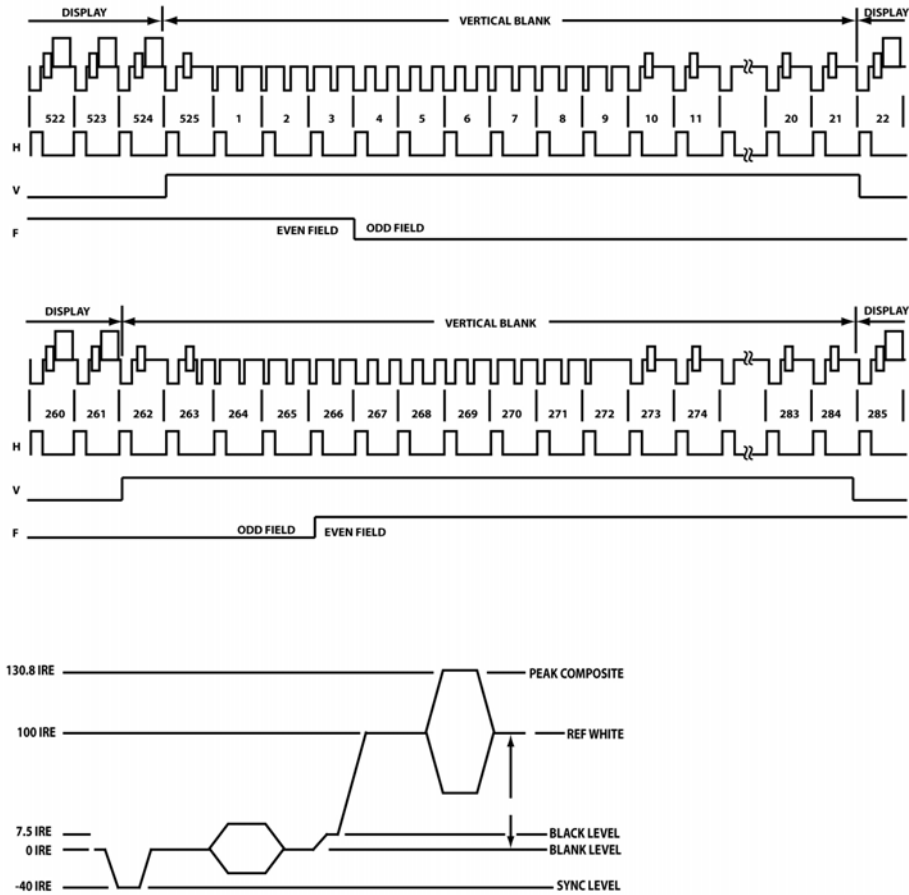 DISPLAY VERTICAL BLANK DISPLAY
522 523 524 525 1 2 3 4 5 6 7 8 9 10 11 20 21 22
H
V
F
EVEN FIELD ODD FIELD
DISPLAY VERTICAL BLANK DISPLAY
260 261 262 263 264 265 266 267 268 269 270 271 272 273 274 283 284 285
H
V
F
ODD FIELD EVEN FIELD
130.8 IRE PEAK COMPOSITE
100 IRE REF WHITE
7.5 IRE BLACK LEVEL
0 IRE BLANK LEVEL
-40 IRE SYNC LEVEL